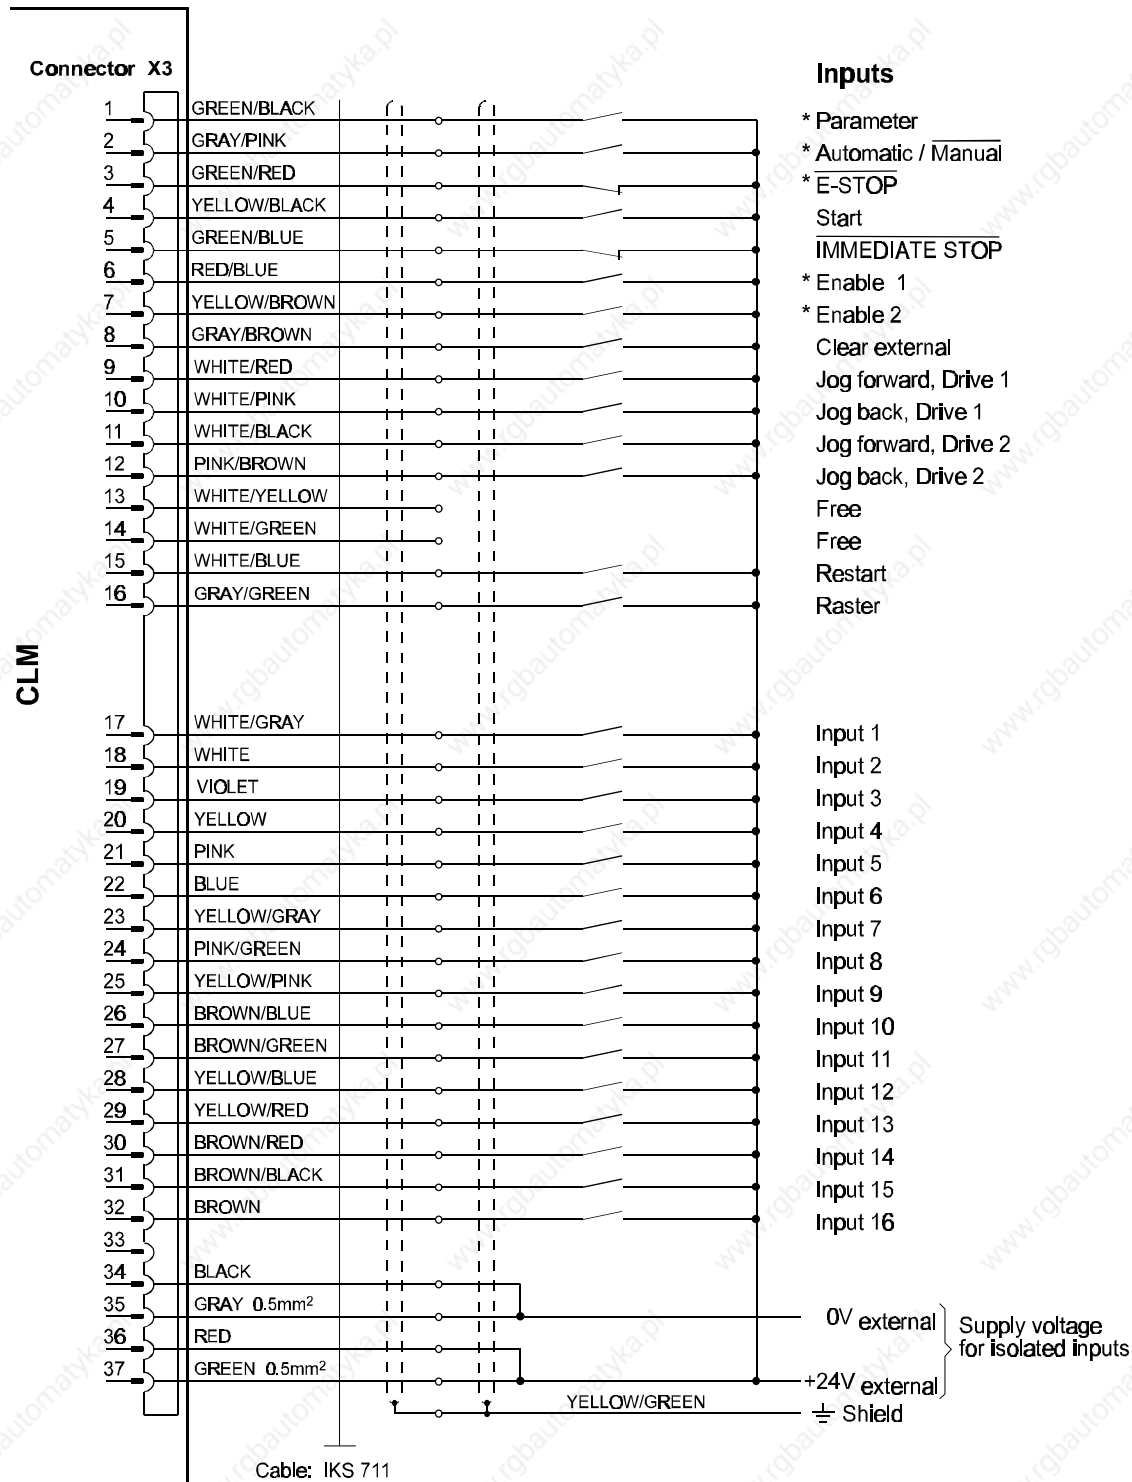 Connector X3
Inputs
1 GREEN/BLACK * Parameter
2 GRAY/PINK * Automatic / Manual
3 GREEN/RED * E-STOP
4 YELLOW/BLACK Start
5 GREEN/BLUE IMMEDIATE STOP
6 RED/BLUE * Enable 1
7 YELLOW/BROWN * Enable 2
8 GRAY/BROWN Clear external
9 WHITE/RED Jog forward, Drive 1
10 WHITE/PINK Jog back, Drive 1
11 WHITE/BLACK Jog forward, Drive 2
12 PINK/BROWN Jog back, Drive 2
13 WHITE/YELLOW Free
14 WHITE/GREEN Free
15 WHITE/BLUE Restart
16 GRAY/GREEN Raster
CLM
17 WHITE/GRAY Input 1
18 WHITE Input 2
19 VIOLET Input 3
20 YELLOW Input 4
21 PINK Input 5
22 BLUE Input 6
23 YELLOW/GRAY Input 7
24 PINK/GREEN Input 8
25 YELLOW/PINK Input 9
26 BROWN/BLUE Input 10
27 BROWN/GREEN Input 11
28 YELLOW/BLUE Input 12
29 YELLOW/RED Input 13
30 BROWN/RED Input 14
31 BROWN/BLACK Input 15
32 BROWN Input 16
33
34 BLACK
35 GRAY 0.5mm² 0V external
36 RED
37 GREEN 0.5mm² +24V external
Supply voltage
for isolated inputs
YELLOW/GREEN Shield
Cable: IKS 711
www.rgbautomatyka.pl